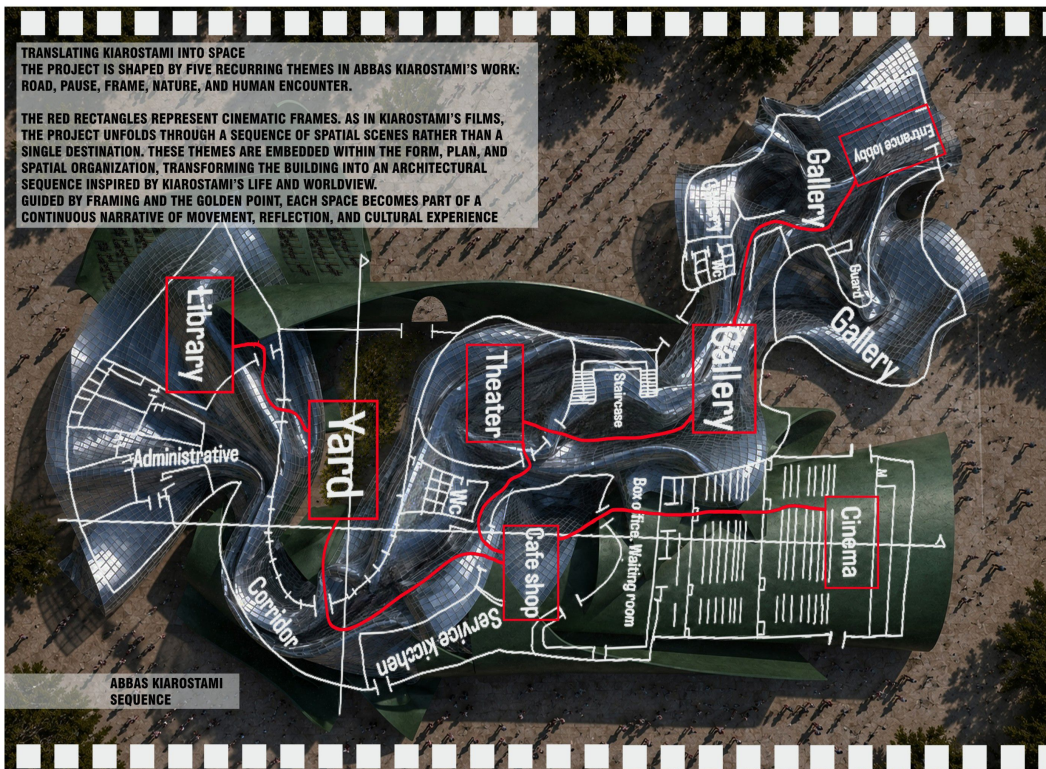 TRANSLATING KIAROSTAMI INTO SPACE
THE PROJECT IS SHAPED BY FIVE RECURRING THEMES IN ABBAS KIAROSTAMI'S WORK:
ROAD, PAUSE, FRAME, NATURE, AND HUMAN ENCOUNTER.
THE RED RECTANGLES REPRESENT CINEMATIC FRAMES. AS IN KIAROSTAMI'S FILMS,
THE PROJECT UNFOLDS THROUGH A SEQUENCE OF SPATIAL SCENES RATHER THAN A
SINGLE DESTINATION. THESE THEMES ARE EMBEDDED WITHIN THE FORM, PLAN, AND
SPATIAL ORGANIZATION, TRANSFORMING THE BUILDING INTO AN ARCHITECTURAL
SEQUENCE INSPIRED BY KIAROSTAMI'S LIFE AND WORLDVIEW.
GUIDED BY FRAMING AND THE GOLDEN POINT, EACH SPACE BECOMES PART OF A
CONTINUOUS NARRATIVE OF MOVEMENT, REFLECTION, AND CULTURAL EXPERIENCE
Entrance lobby
Gallery
Wc
Guard
Gallery
Gallery
Library
Theater
Staircase
Yard
Administrative
Wc
Box office, Waiting room
Cinema
Cafe shop
Corridor
Service kicchen
ABBAS KIAROSTAMI
SEQUENCE